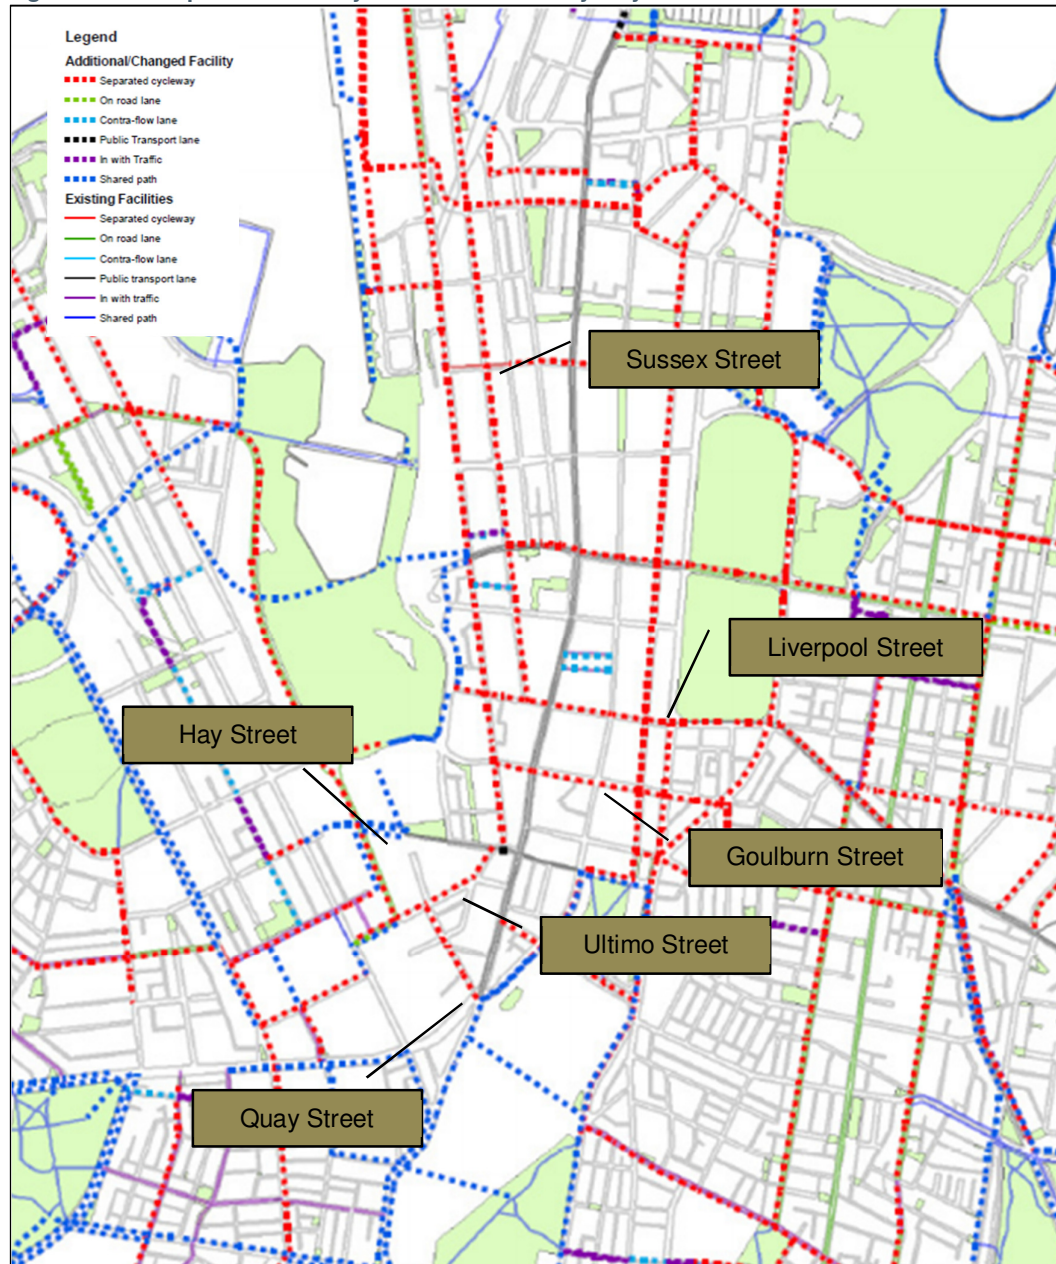 Legend
Additional/Changed Facility
Separated cycleway
On road lane
Contra-flow lane
Public Transport lane
In with Traffic
Shared path
Existing Facilities
Separated cycleway
On road lane
Contra-flow lane
Public transport lane
In with traffic
Shared path
Sussex Street
Liverpool Street
Hay Street
Goulburn Street
Ultimo Street
Quay Street